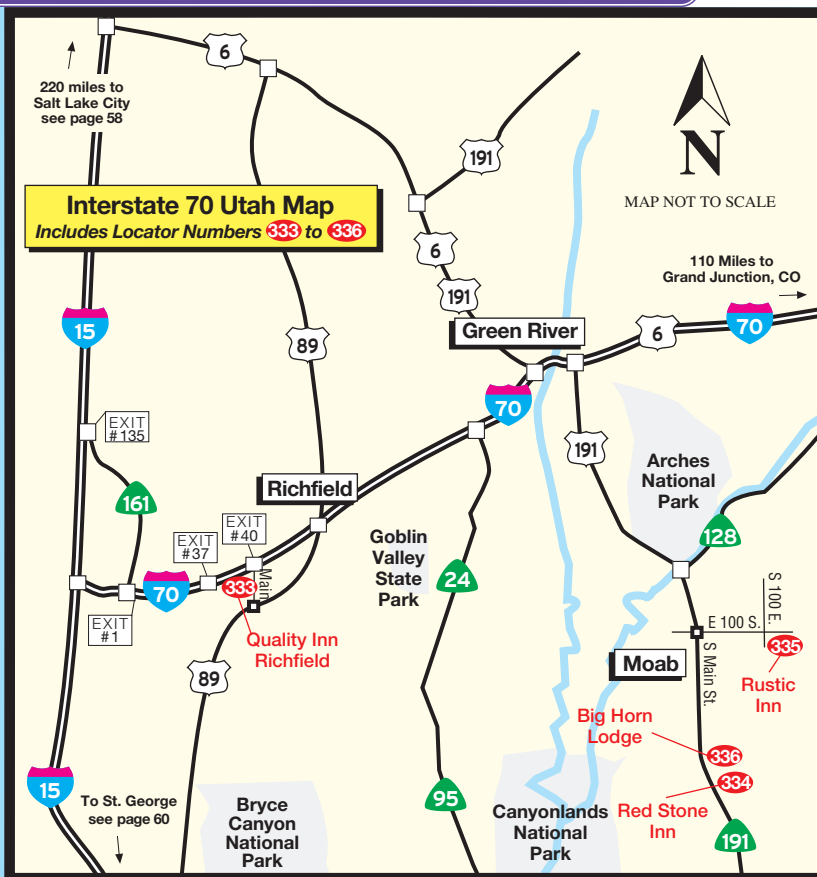 6
220 miles to
Salt Lake City
see page 58
191
N
MAP NOT TO SCALE
Interstate 70 Utah Map
Includes Locator Numbers 333 to 336
6
191
110 Miles to
Grand Junction, CO
15
89
Green River
6
70
70
EXIT
#135
191
Arches
National
Park
161
Richfield
EXIT
#40
EXIT
#37
Goblin
Valley
State
Park
128
24
70
333
Main
EXIT
#1
S 100 E.
E 100 S.
335
Quality Inn
Richfield
89
Moab
S Main St.
Rustic
Inn
Big Horn
Lodge
336
334
15
To St. George
see page 60
Bryce
Canyon
National
Park
95
Canyonlands
National
Park
Red Stone
Inn
191